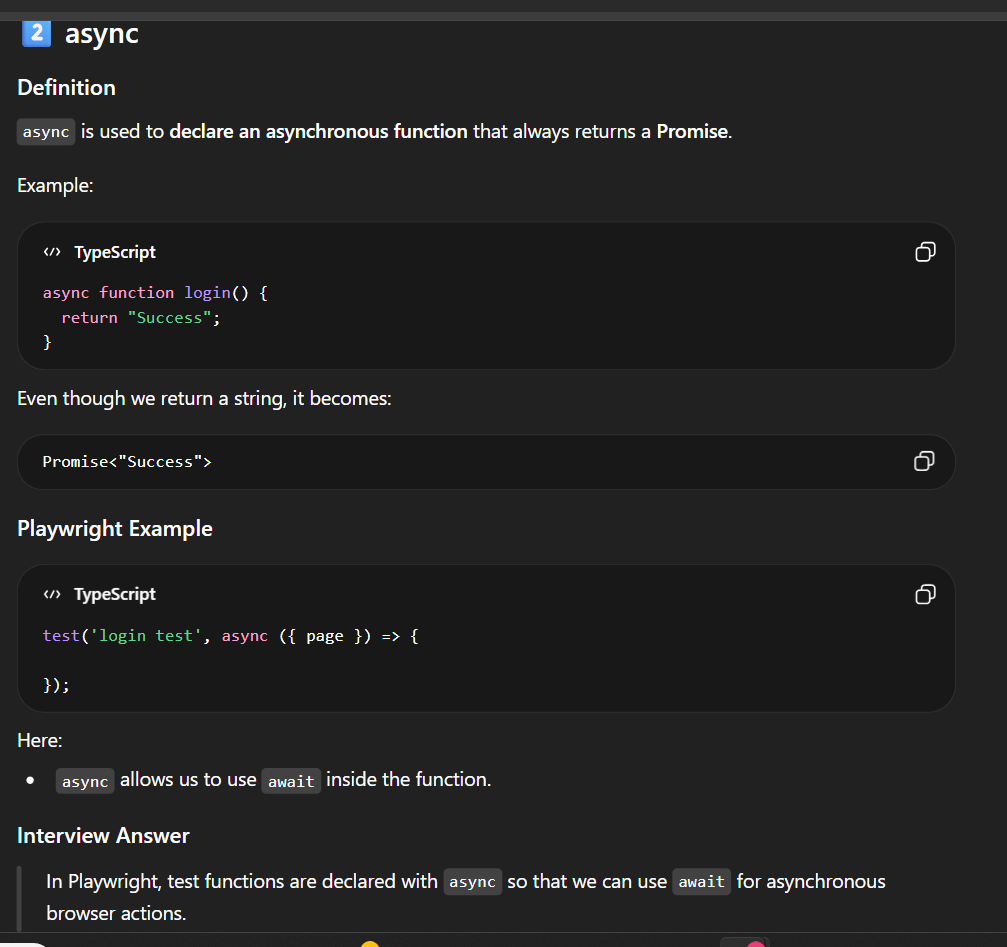 2 async
Definition
async is used to declare an asynchronous function that always returns a Promise.
Example:
TypeScript
async function login() {
  return "Success";
}
Even though we return a string, it becomes:
Promise<"Success">
Playwright Example
TypeScript
test('login test', async ({ page }) => {
});
Here:
• async allows us to use await inside the function.
Interview Answer
In Playwright, test functions are declared with async so that we can use await for asynchronous
browser actions.